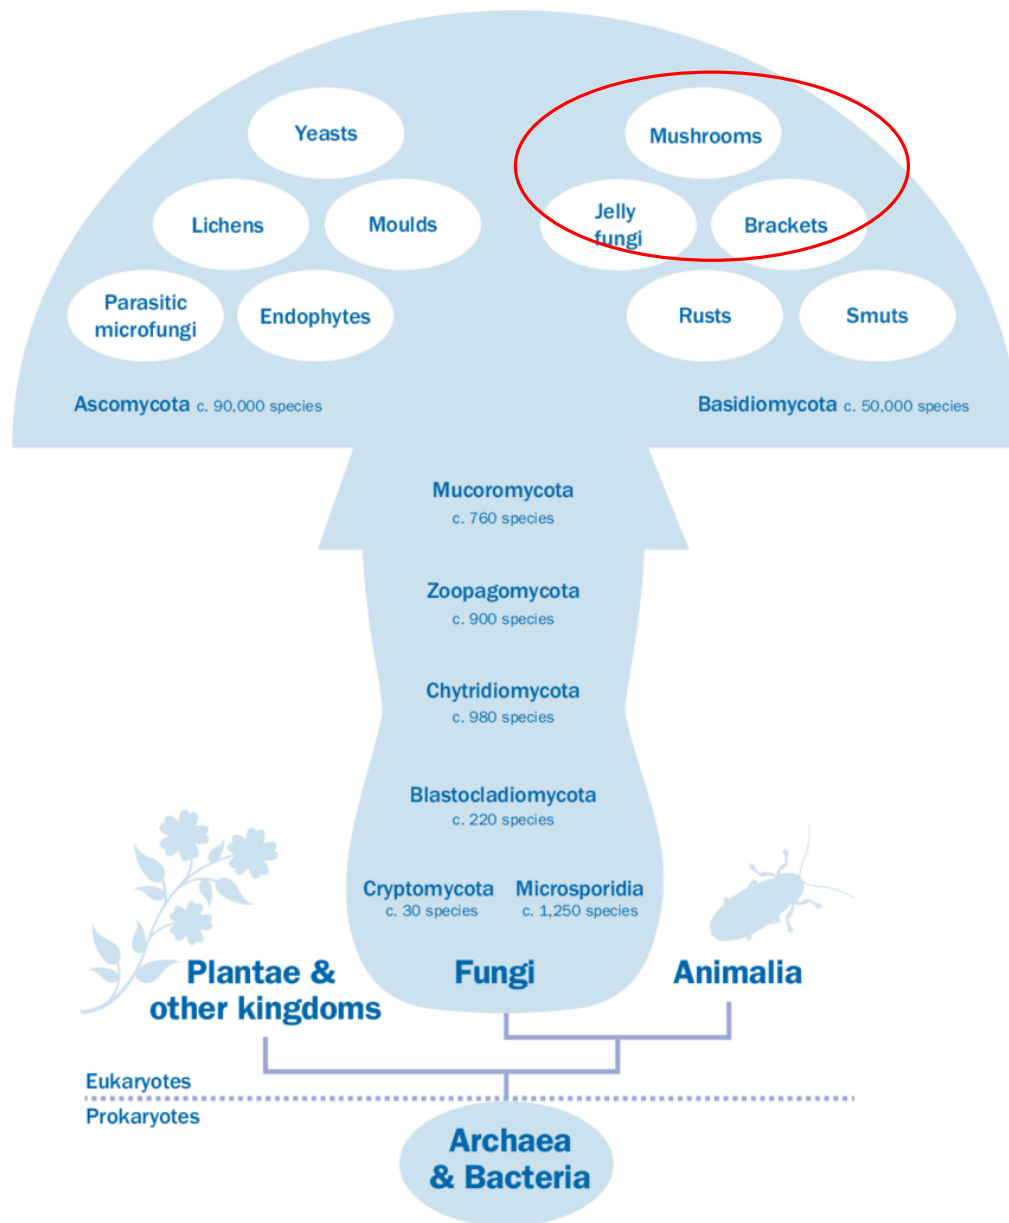 Yeasts
Mushrooms
Lichens
Moulds
Jelly
fungi
Brackets
Parasitic
microfungi
Endophytes
Rusts
Smuts
Ascomycota c. 90,000 species
Basidiomycota c. 50,000 species
Mucoromycota
c. 760 species
Zoopagomycota
c. 900 species
Chytridiomycota
c. 980 species
Blastocladiomycota
c. 220 species
Cryptomycota
c. 30 species
Microsporidia
c. 1,250 species
Plantae &
other kingdoms
Fungi
Animalia
Eukaryotes
Prokaryotes
Archaea
& Bacteria